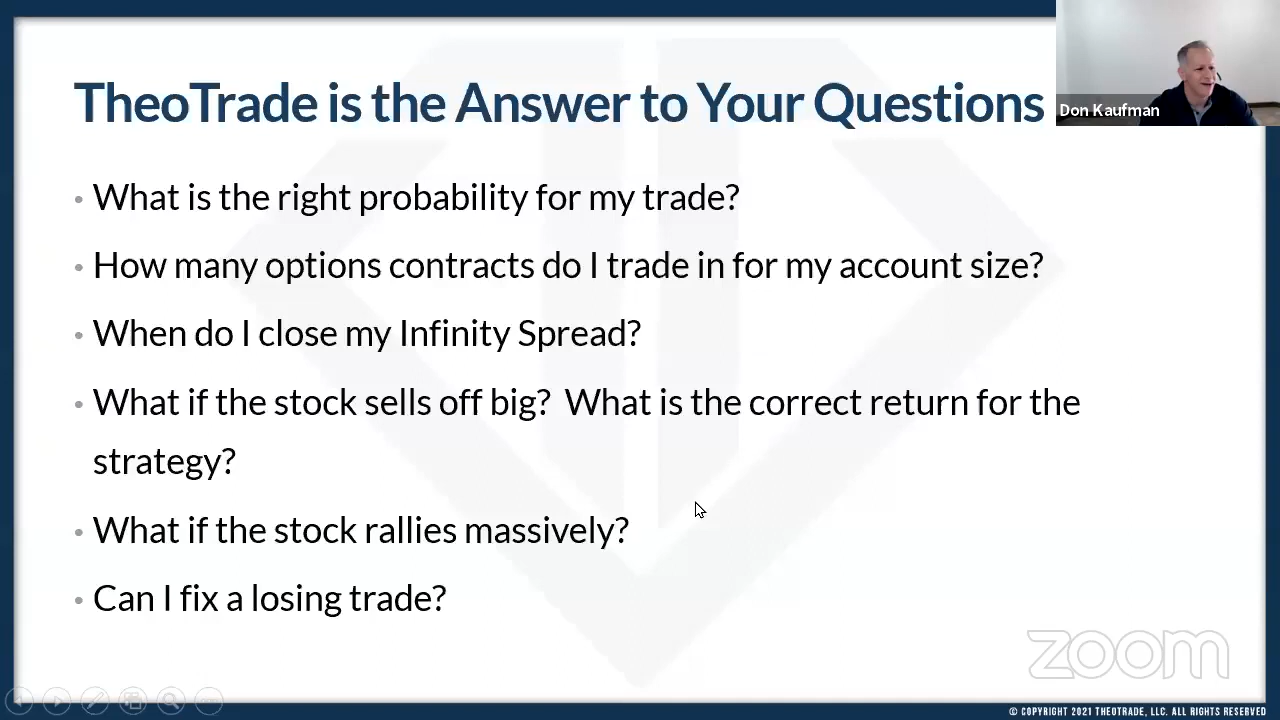 TheoTrade is the Answer to Your Questions
Don Kaufman
• What is the right probability for my trade?
• How many options contracts do I trade in for my account size?
• When do I close my Infinity Spread?
• What if the stock sells off big?  What is the correct return for the
strategy?
• What if the stock rallies massively?
• Can I fix a losing trade?
zoom
© COPYRIGHT 2021 THEOTRADE, LLC. ALL RIGHTS RESERVED